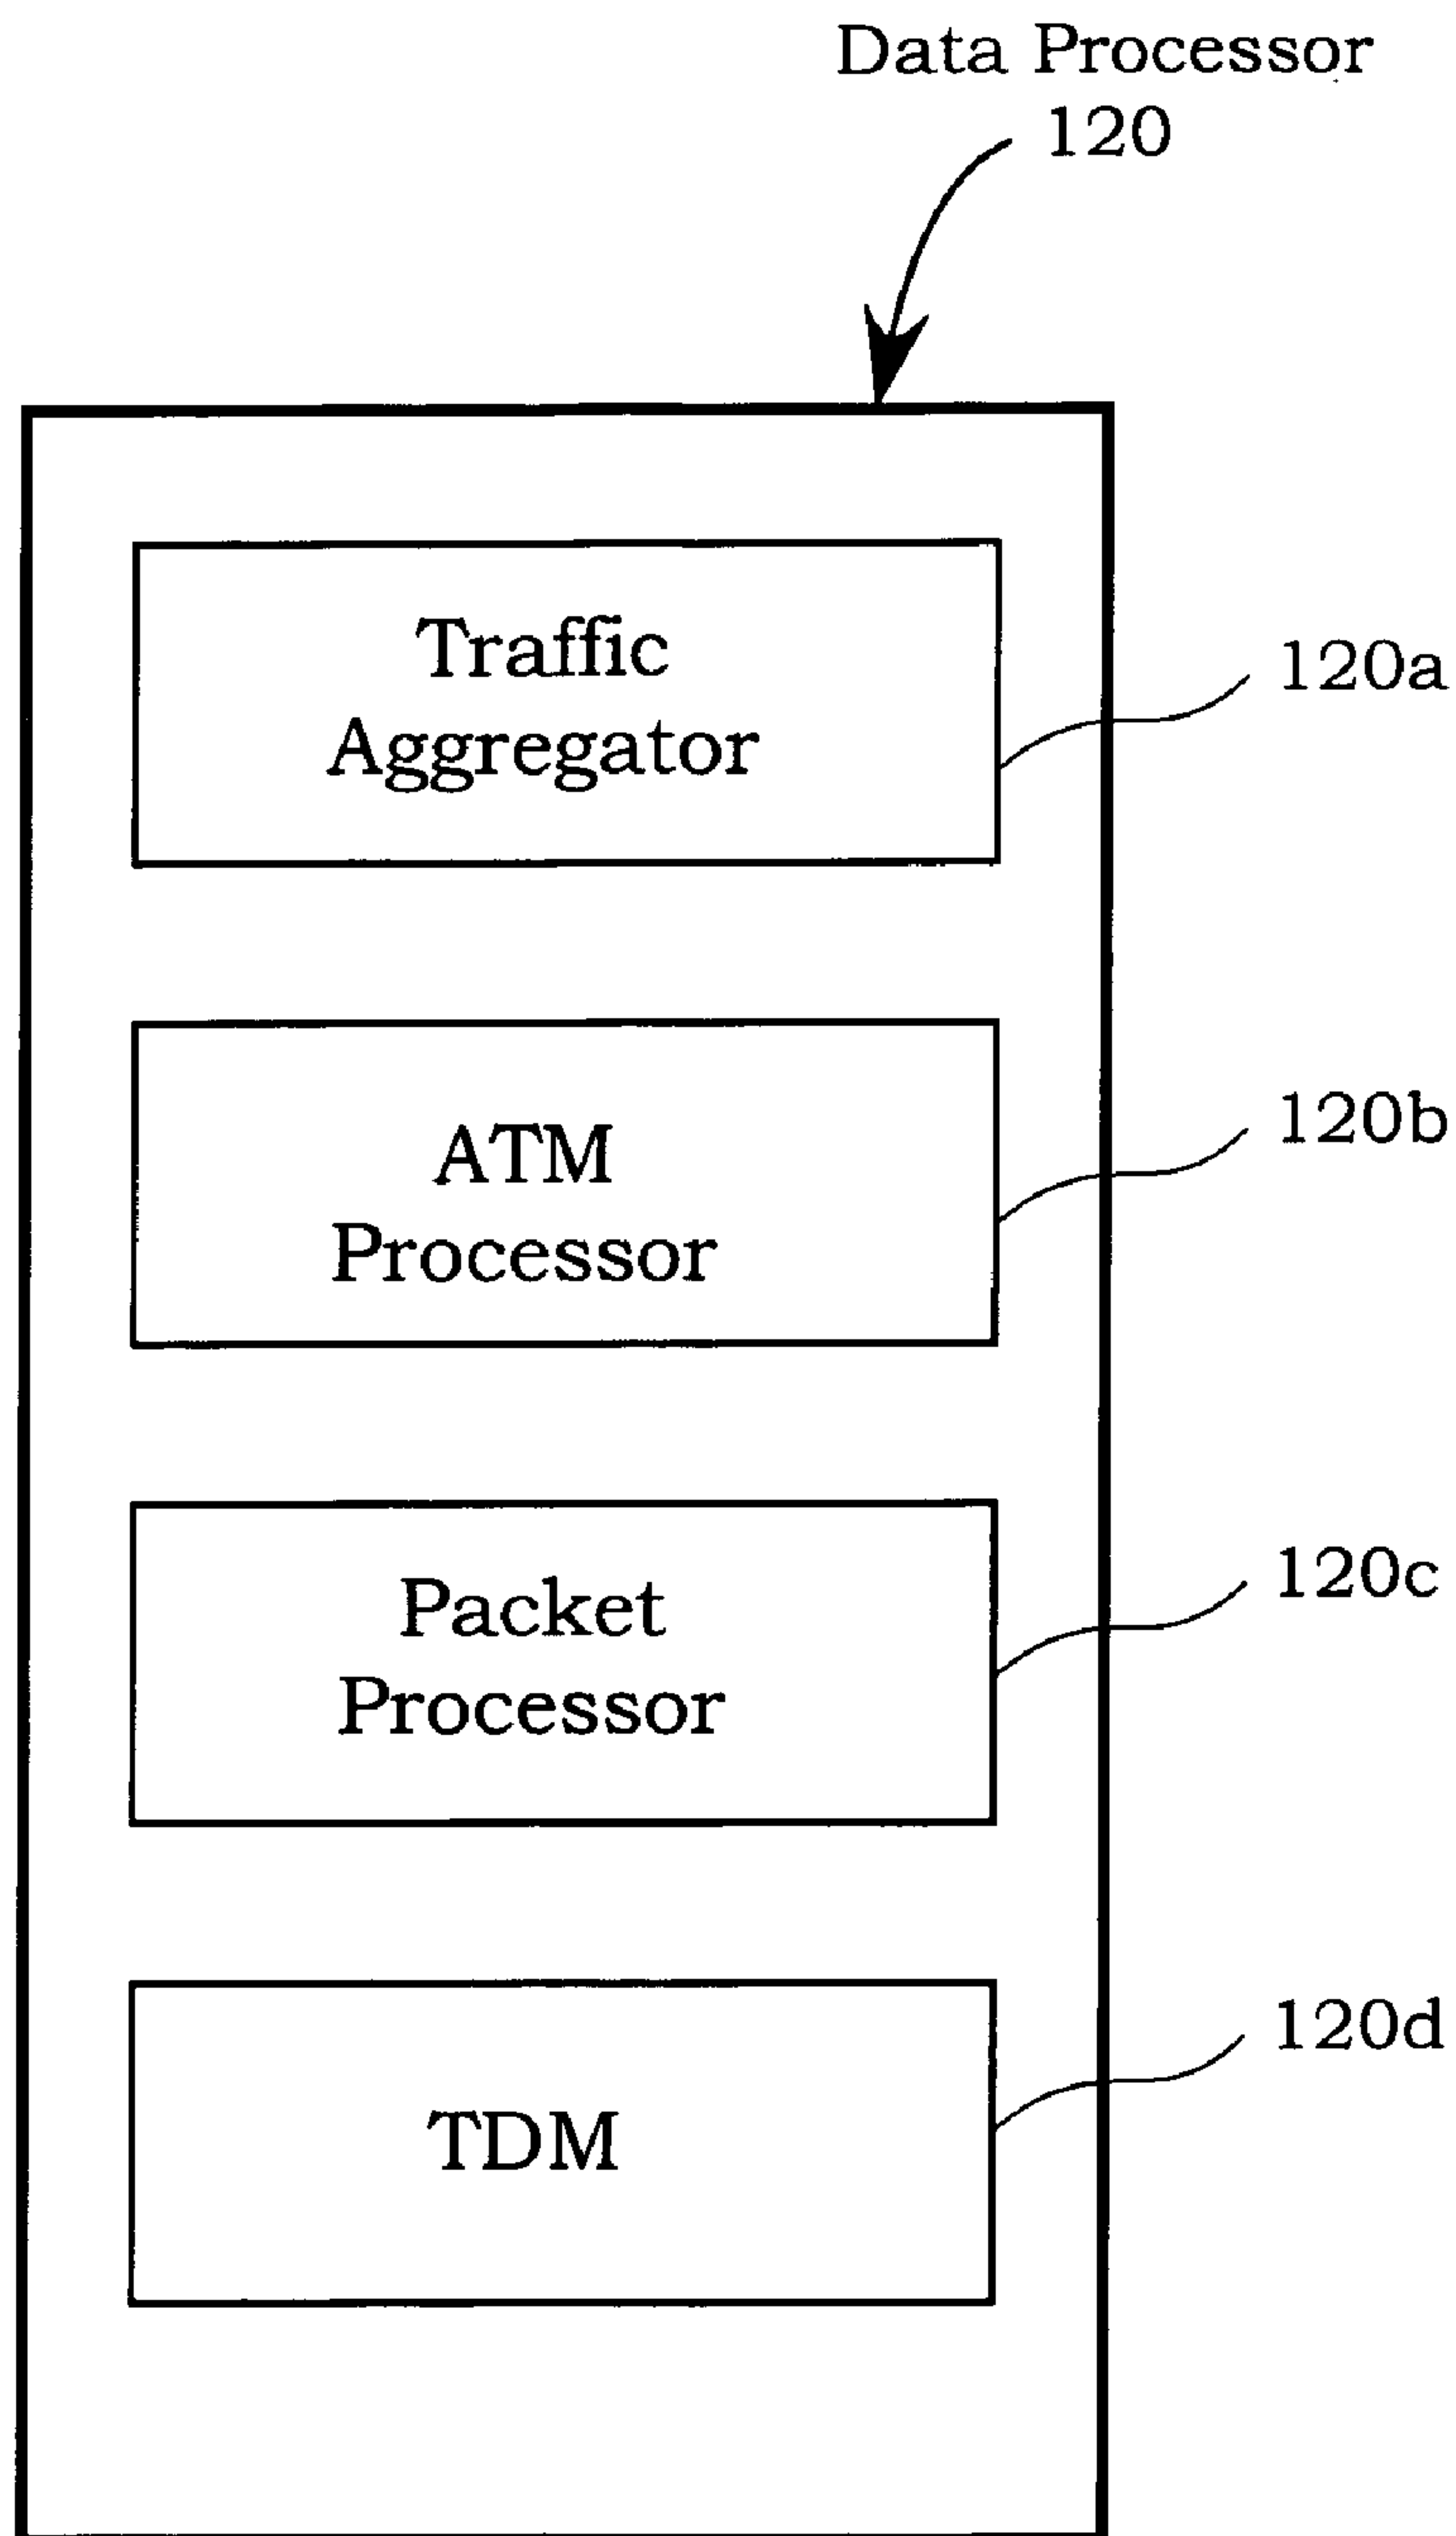 Data Processor
120
Traffic
Aggregator
120a
ATM
Processor
120b
Packet
Processor
120c
TDM
120d